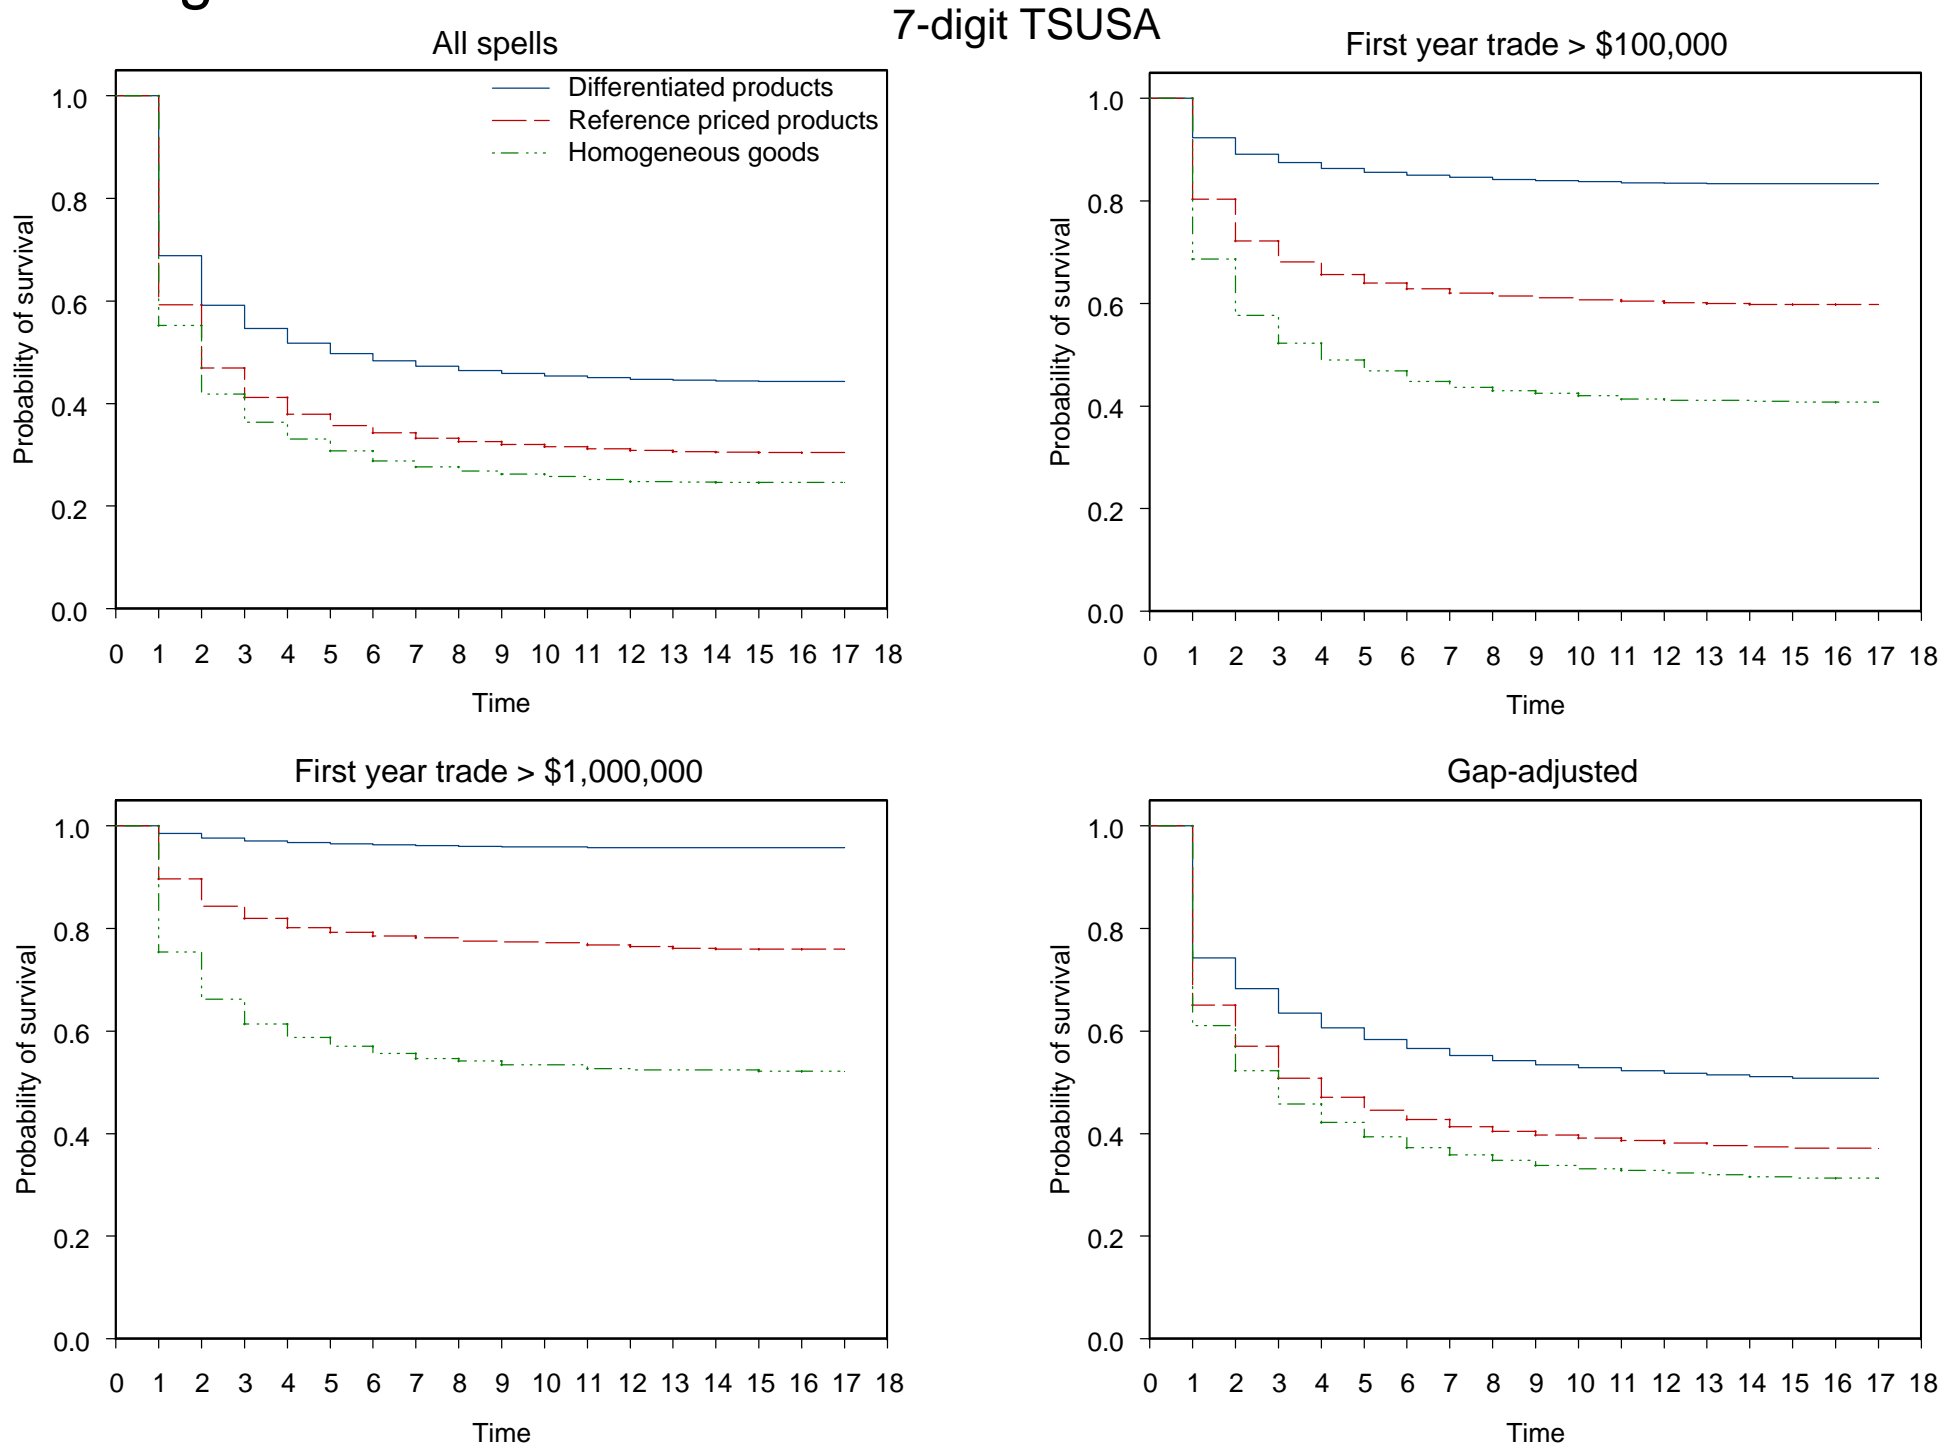 7-digit TSUSA
All spells
Differentiated products
Reference priced products
Homogeneous goods
Probability of survival
1.0
0.8
0.6
0.4
0.2
0.0
0 1 2 3 4 5 6 7 8 9 10 11 12 13 14 15 16 17 18
Time
First year trade > $100,000
Probability of survival
1.0
0.8
0.6
0.4
0.2
0.0
0 1 2 3 4 5 6 7 8 9 10 11 12 13 14 15 16 17 18
Time
First year trade > $1,000,000
Probability of survival
1.0
0.8
0.6
0.4
0.2
0.0
0 1 2 3 4 5 6 7 8 9 10 11 12 13 14 15 16 17 18
Time
Gap-adjusted
Probability of survival
1.0
0.8
0.6
0.4
0.2
0.0
0 1 2 3 4 5 6 7 8 9 10 11 12 13 14 15 16 17 18
Time